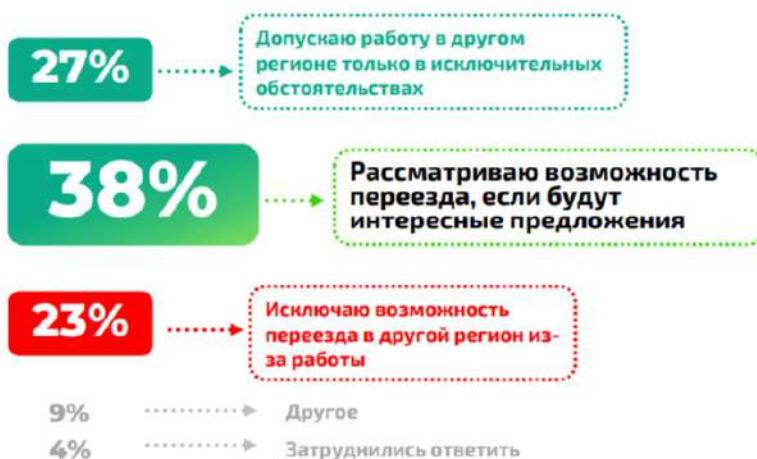 27%
Допускаю работу в другом
регионе только в исключительных
обстоятельствах
38%
Рассматриваю возможность
переезда, если будут
интересные предложения
23%
Исключаю возможность
переезда в другой регион из-
за работы
9% Другое
4% Затруднились ответить